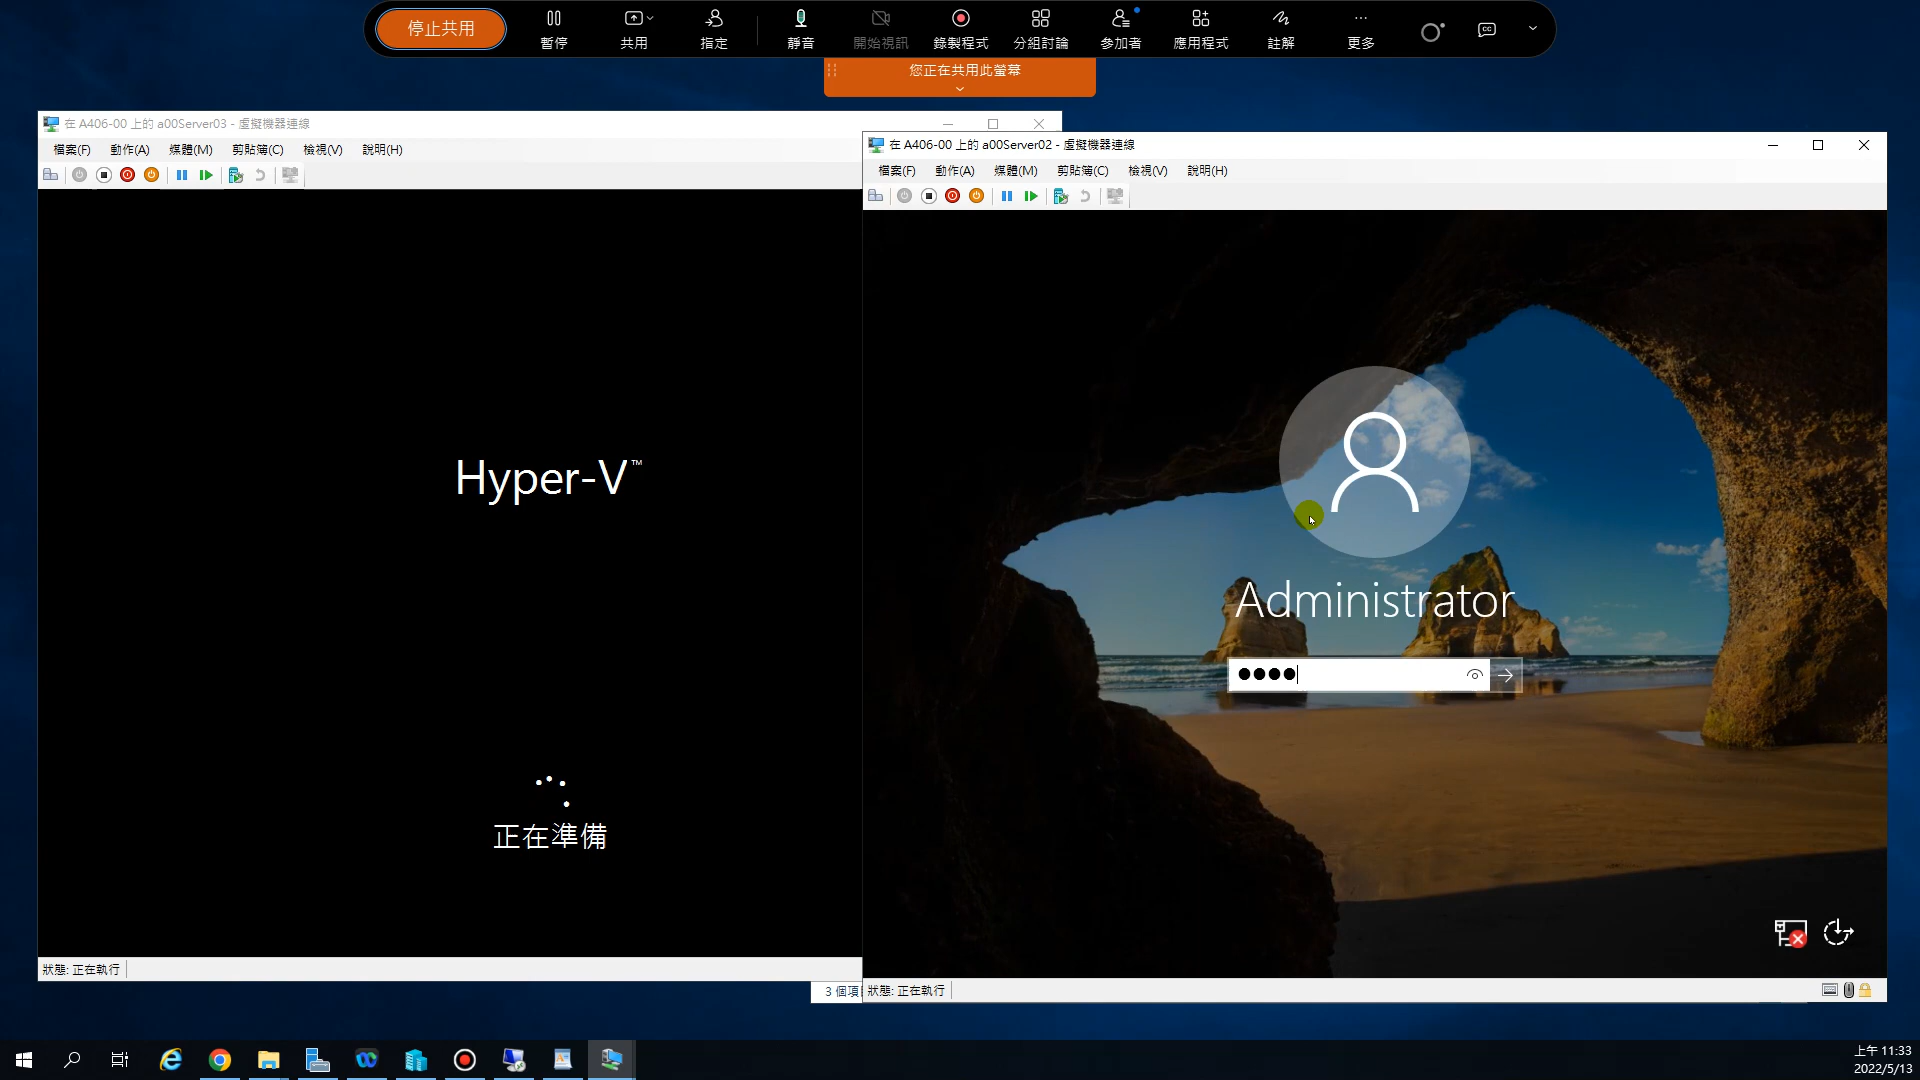 停止共用
暫停
共用
指定
靜音
開始視訊
錄製程式
分組討論
參加者
應用程式
註解
更多
您正在共用此螢幕
在 A406-00 上的 a00Server03 - 虛擬機器連線
檔案(F) 動作(A) 媒體(M) 剪貼簿(C) 檢視(V) 說明(H)
Hyper-V™
正在準備
狀態: 正在執行
3 個項
在 A406-00 上的 a00Server02 - 虛擬機器連線
檔案(F) 動作(A) 媒體(M) 剪貼簿(C) 檢視(V) 說明(H)
Administrator
狀態: 正在執行
上午 11:33
2022/5/13